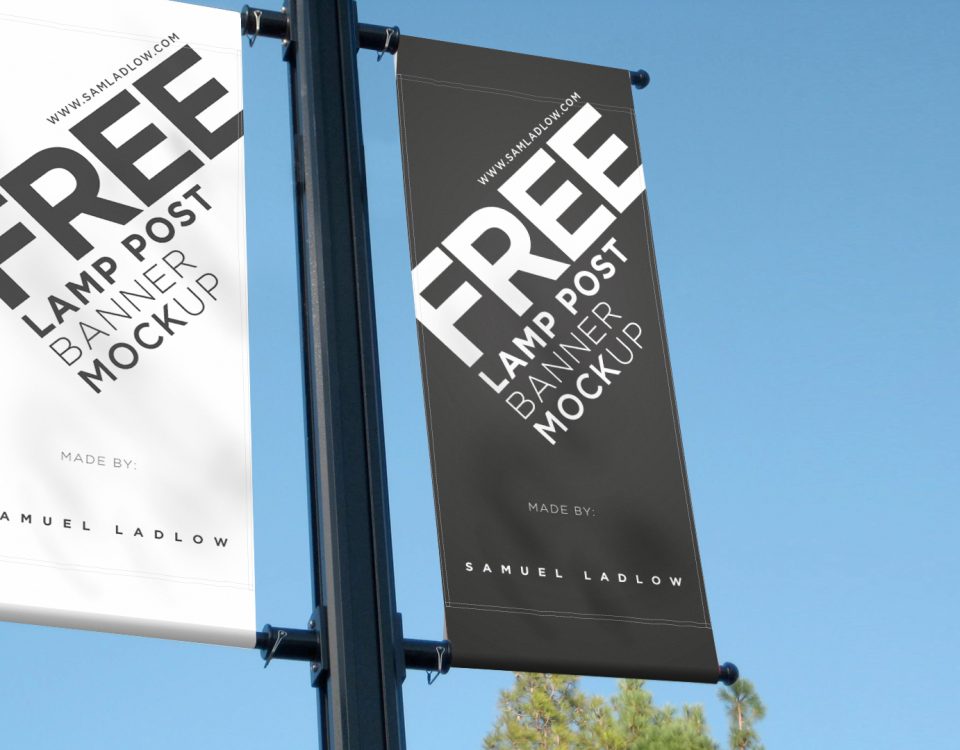 WWW.SAMLADLOW.COM
FREE
LAMP POST
BANNER
MOCKUP
MADE BY:
AMUEL LADLOW
WWW.SAMLADLOW.COM
FREE
LAMP POST
BANNER
MOCKUP
MADE BY:
SAMUEL LADLOW